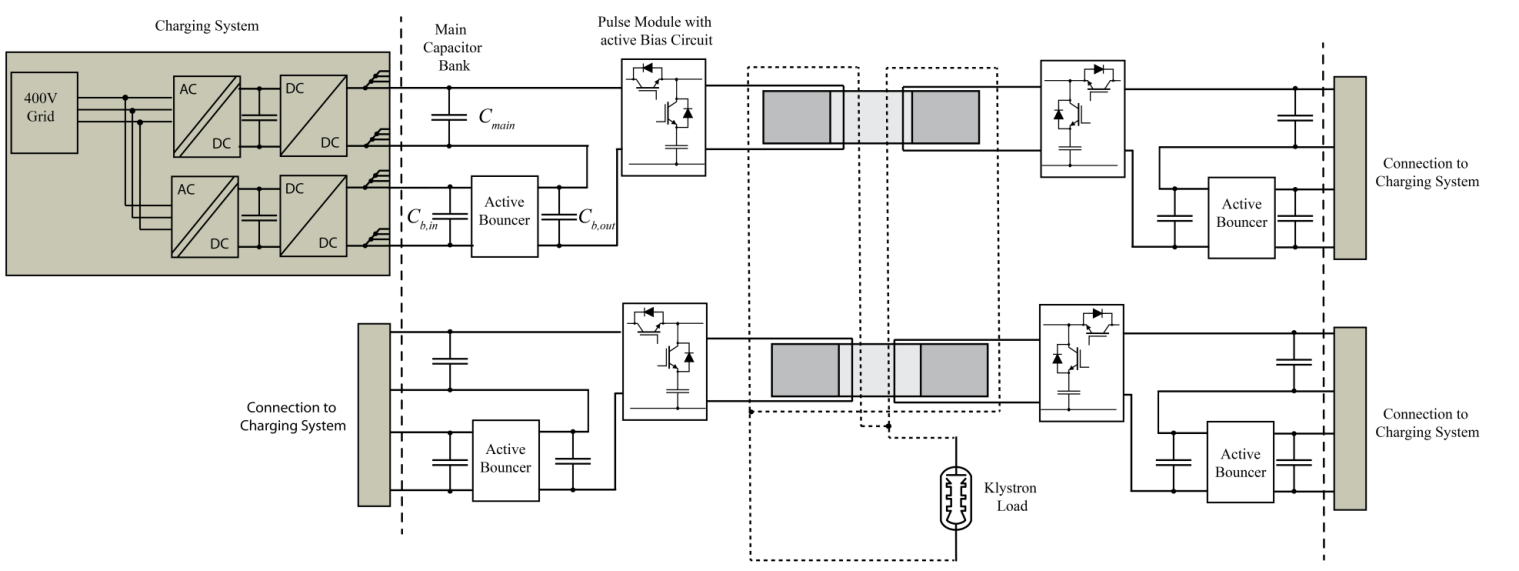 Charging System
Main
Capacitor
Bank
Pulse Module with
active Bias Circuit
400V
Grid
AC
DC
DC
DC
C_main
AC
DC
DC
DC
C_b,in
Active
Bouncer
C_b,out
Active
Bouncer
Connection to
Charging System
Connection to
Charging System
Active
Bouncer
Klystron
Load
Active
Bouncer
Connection to
Charging System